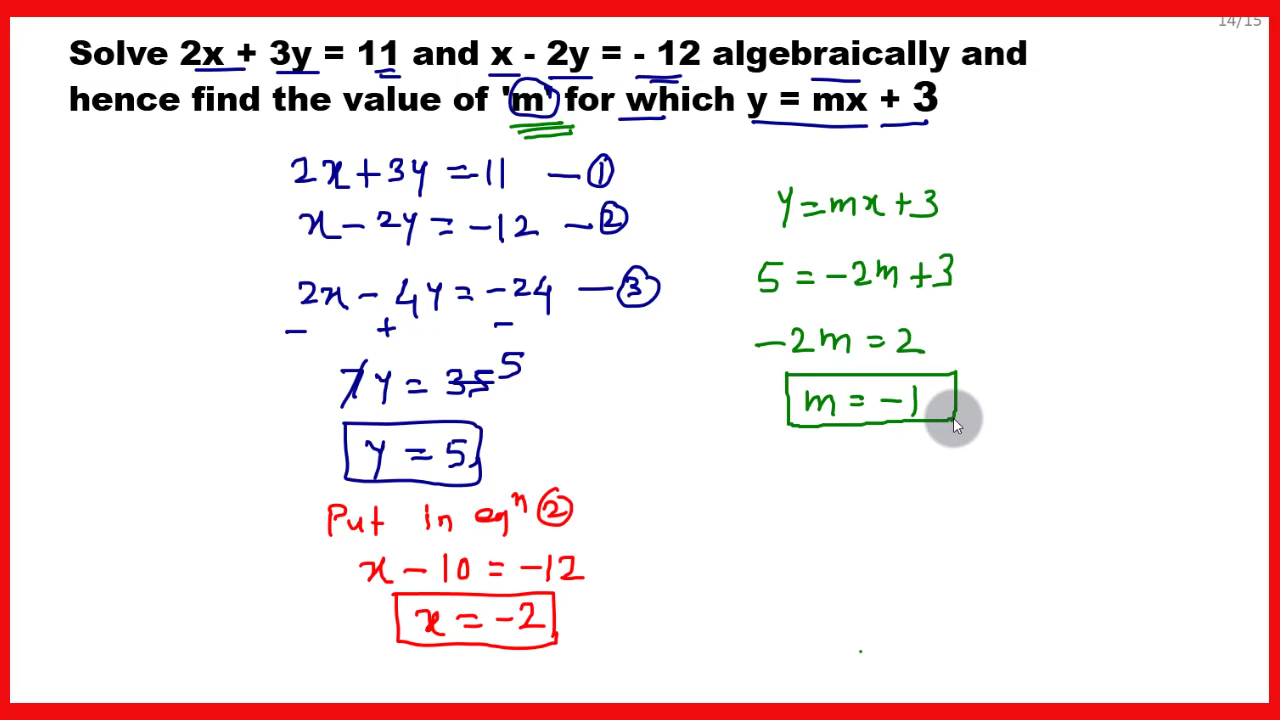 14/15
Solve 2x + 3y = 11 and x - 2y = - 12 algebraically and
hence find the value of 'm' for which y = mx + 3
2x+3y = 11 — ①
x - 2y = -12 — ②
2x - 4y = -24 — ③
- + -
7y = 35 5
y = 5
Put in eqⁿ ②
x - 10 = -12
x = -2
y = mx + 3
5 = -2m + 3
-2m = 2
m = -1